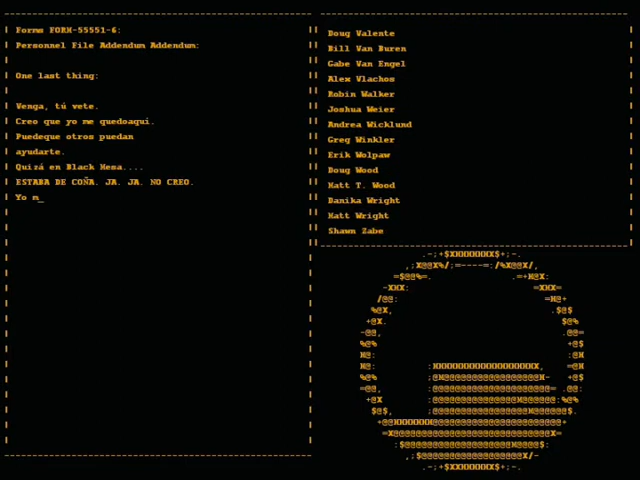 Forms FORM-55551-6:
Personnel File Addendum Addendum:
One last thing:
Venga, tú vete.
Creo que yo me quedoaquí.
Puedeque otros puedan
ayudarte.
Quizá en Black Mesa....
ESTABA DE COÑA. JA. JA. NO CREO.
Yo m_
Doug Valente
Bill Van Buren
Gabe Van Engel
Alex Vlachos
Robin Walker
Joshua Weier
Andrea Wicklund
Greg Winkler
Erik Wolpaw
Doug Wood
Matt T. Wood
Danika Wright
Matt Wright
Shawn Zabe